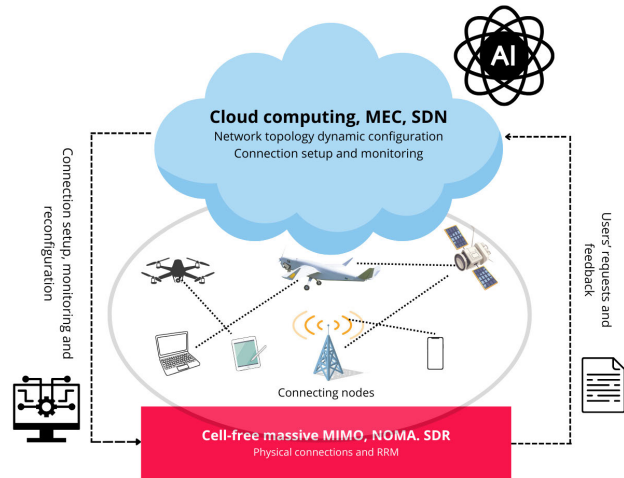 AI
Cloud computing, MEC, SDN
Network topology dynamic configuration
Connection setup and monitoring
Connection setup, monitoring and
reconfiguration
Users' requests and
feedback
Connecting nodes
Cell-free massive MIMO, NOMA. SDR
Physical connections and RRM